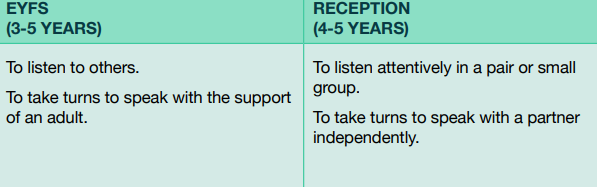 EYFS
(3-5 YEARS)
To listen to others.
To take turns to speak with the support
of an adult.
RECEPTION
(4-5 YEARS)
To listen attentively in a pair or small
group.
To take turns to speak with a partner
independently.